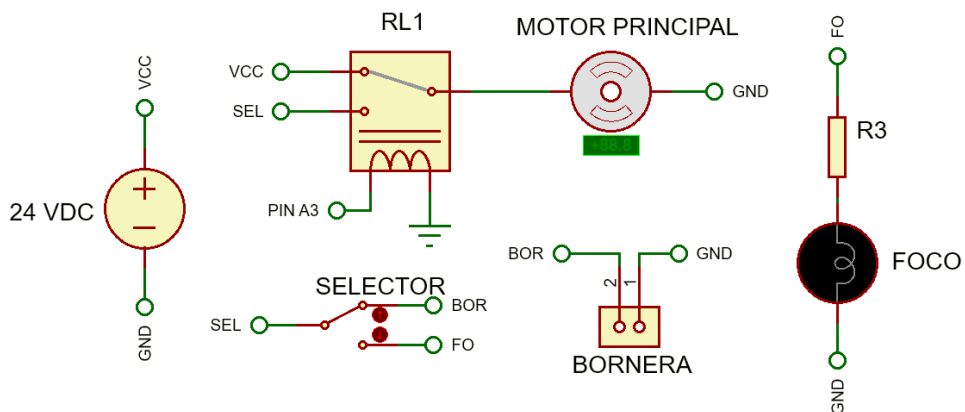 RL1
MOTOR PRINCIPAL
FO
VCC
VCC
SEL
GND
+88.8
R3
24 VDC
PIN A3
BOR
GND
FOCO
SELECTOR
BOR
2
1
SEL
FO
BORNERA
GND
GND